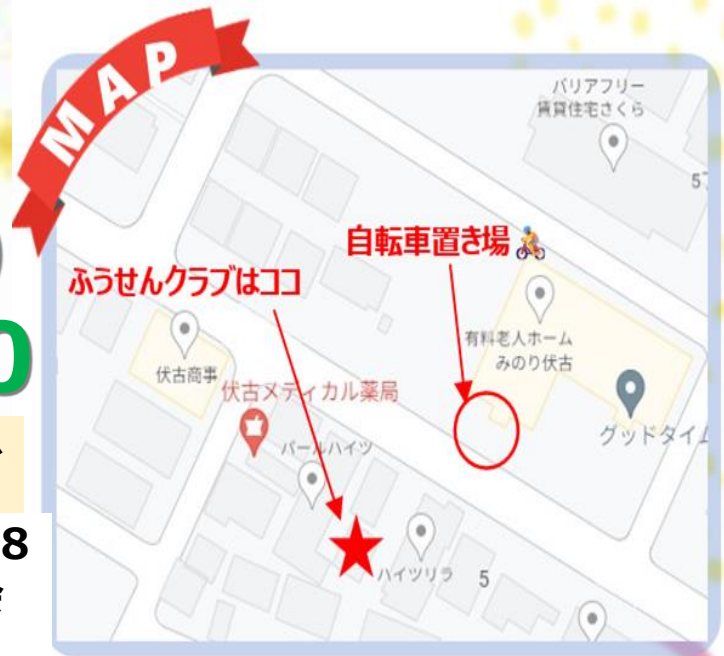 MAP
バリアフリー
賃貸住宅さくら
自転車置き場
ふうせんクラブはココ
有料老人ホーム
みのり伏古
伏古商事
伏古メディカル薬局
グッドタイム
パールハイツ
ハイツリラ
5
0
8